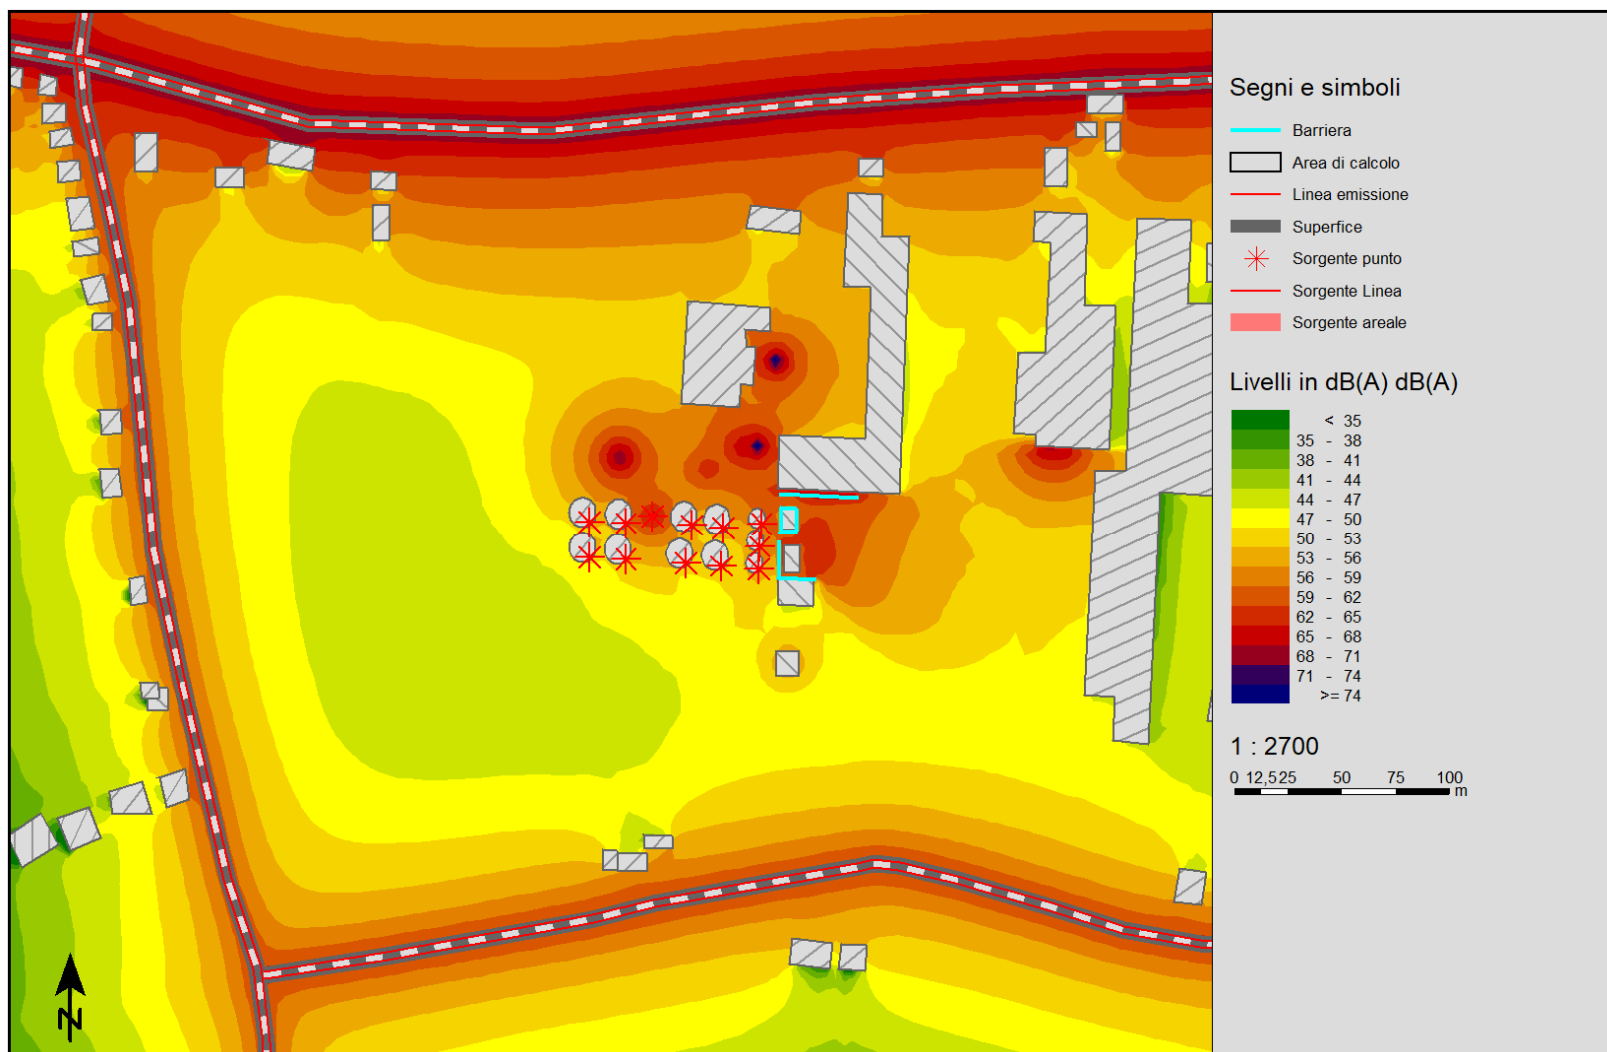 Segni e simboli
Barriera
Area di calcolo
Linea emissione
Superfice
Sorgente punto
Sorgente Linea
Sorgente areale
Livelli in dB(A) dB(A)
< 35
35 - 38
38 - 41
41 - 44
44 - 47
47 - 50
50 - 53
53 - 56
56 - 59
59 - 62
62 - 65
65 - 68
68 - 71
71 - 74
>= 74
1 : 2700
0 12,5 25 50 75 100
m
N